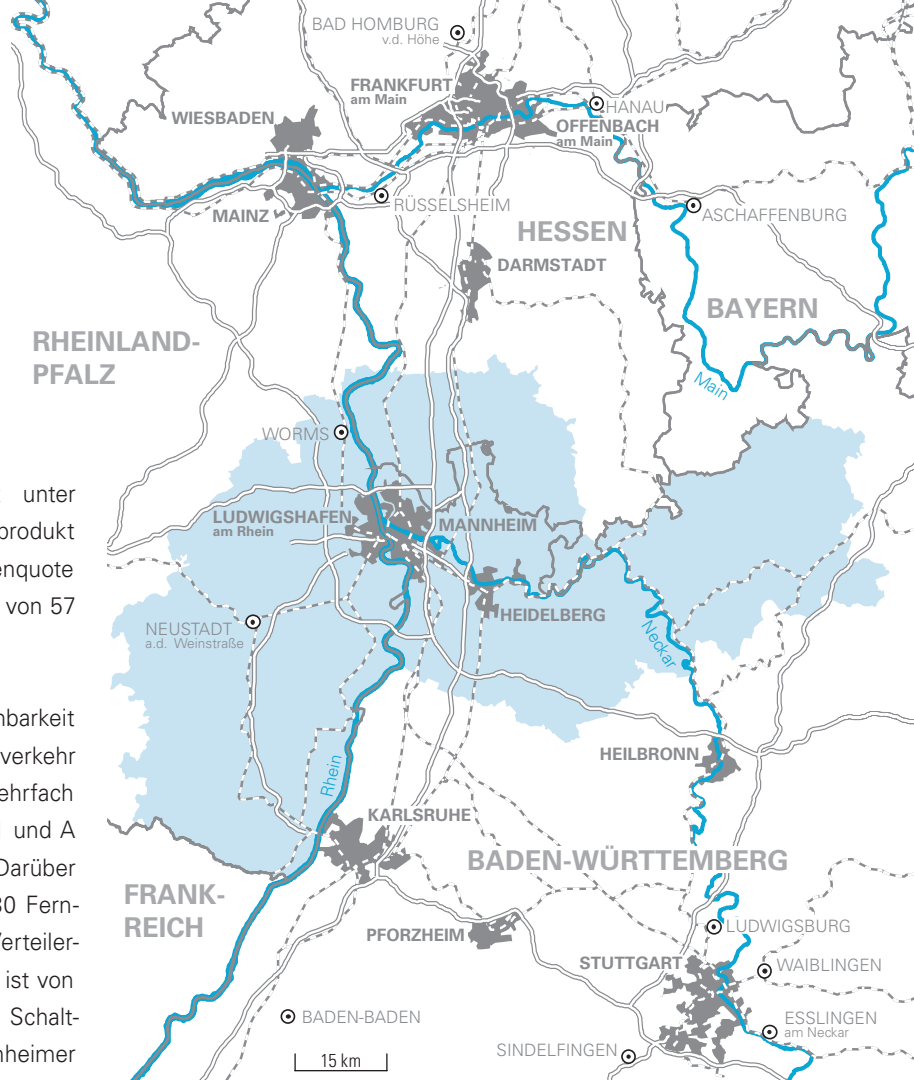 BAD HOMBURG
v.d. Höhe
FRANKFURT
am Main
HANAU
WIESBADEN
OFFENBACH
am Main
MAINZ
RÜSSELSHEIM
ASCHAFFENBURG
HESSEN
DARMSTADT
BAYERN
RHEINLAND-
PFALZ
Main
WORMS
unter
LUDWIGSHAFEN
am Rhein
MANNHEIM
produkt
enquote
von 57
HEIDELBERG
NEUSTADT
a.d. Weinstraße
Neckar
nbarkeit
verkehr
HEILBRONN
Rhein
ehrfach
KARLSRUHE
und A
BADEN-WÜRTTEMBERG
Darüber
FRANK-
REICH
30 Fern-
LUDWIGSBURG
PFORZHEIM
Verteiler-
STUTTGART
WAIBLINGEN
ist von
BADEN-BADEN
Schalt-
ESSLINGEN
am Neckar
nheimer
15 km
SINDELFINGEN